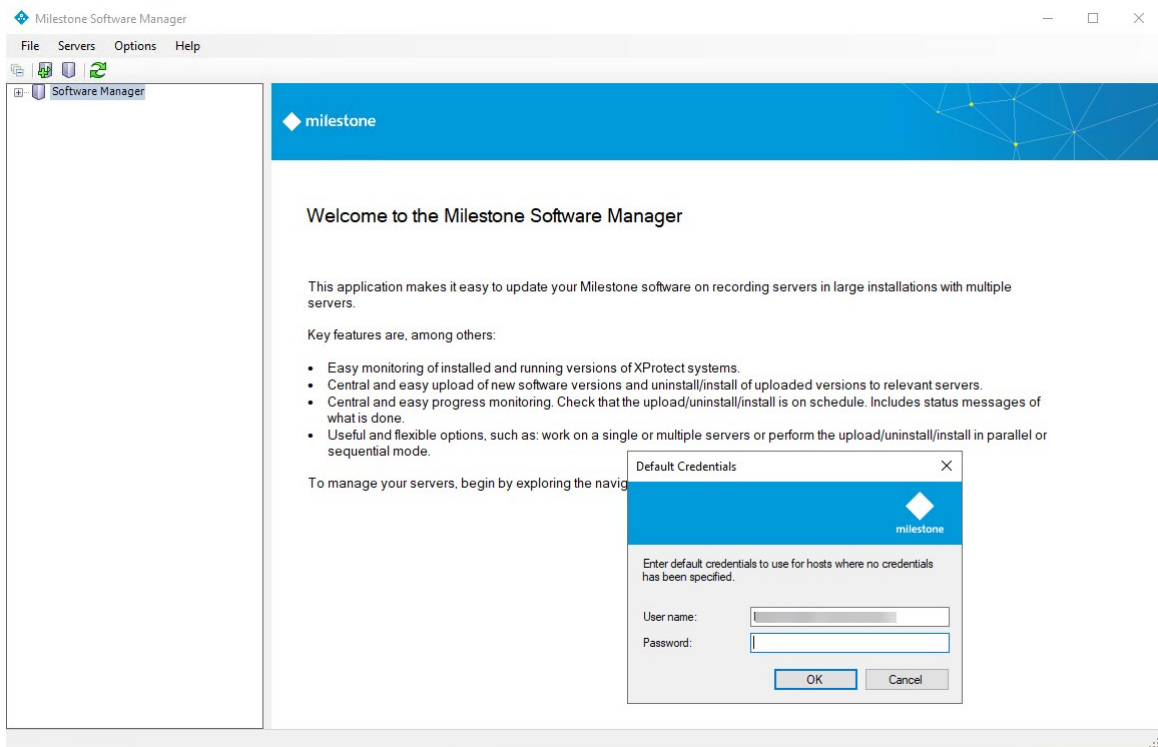 Milestone Software Manager
File Servers Options Help
Software Manager
milestone
Welcome to the Milestone Software Manager
This application makes it easy to update your Milestone software on recording servers in large installations with multiple
servers.
Key features are, among others:
• Easy monitoring of installed and running versions of XProtect systems.
• Central and easy upload of new software versions and uninstall/install of uploaded versions to relevant servers.
• Central and easy progress monitoring. Check that the upload/uninstall/install is on schedule. Includes status messages of
what is done.
• Useful and flexible options, such as: work on a single or multiple servers or perform the upload/uninstall/install in parallel or
sequential mode.
To manage your servers, begin by exploring the
Default Credentials
milestone
Enter default credentials to use for hosts where no credentials
has been specified.
User name:
Password:
OK Cancel